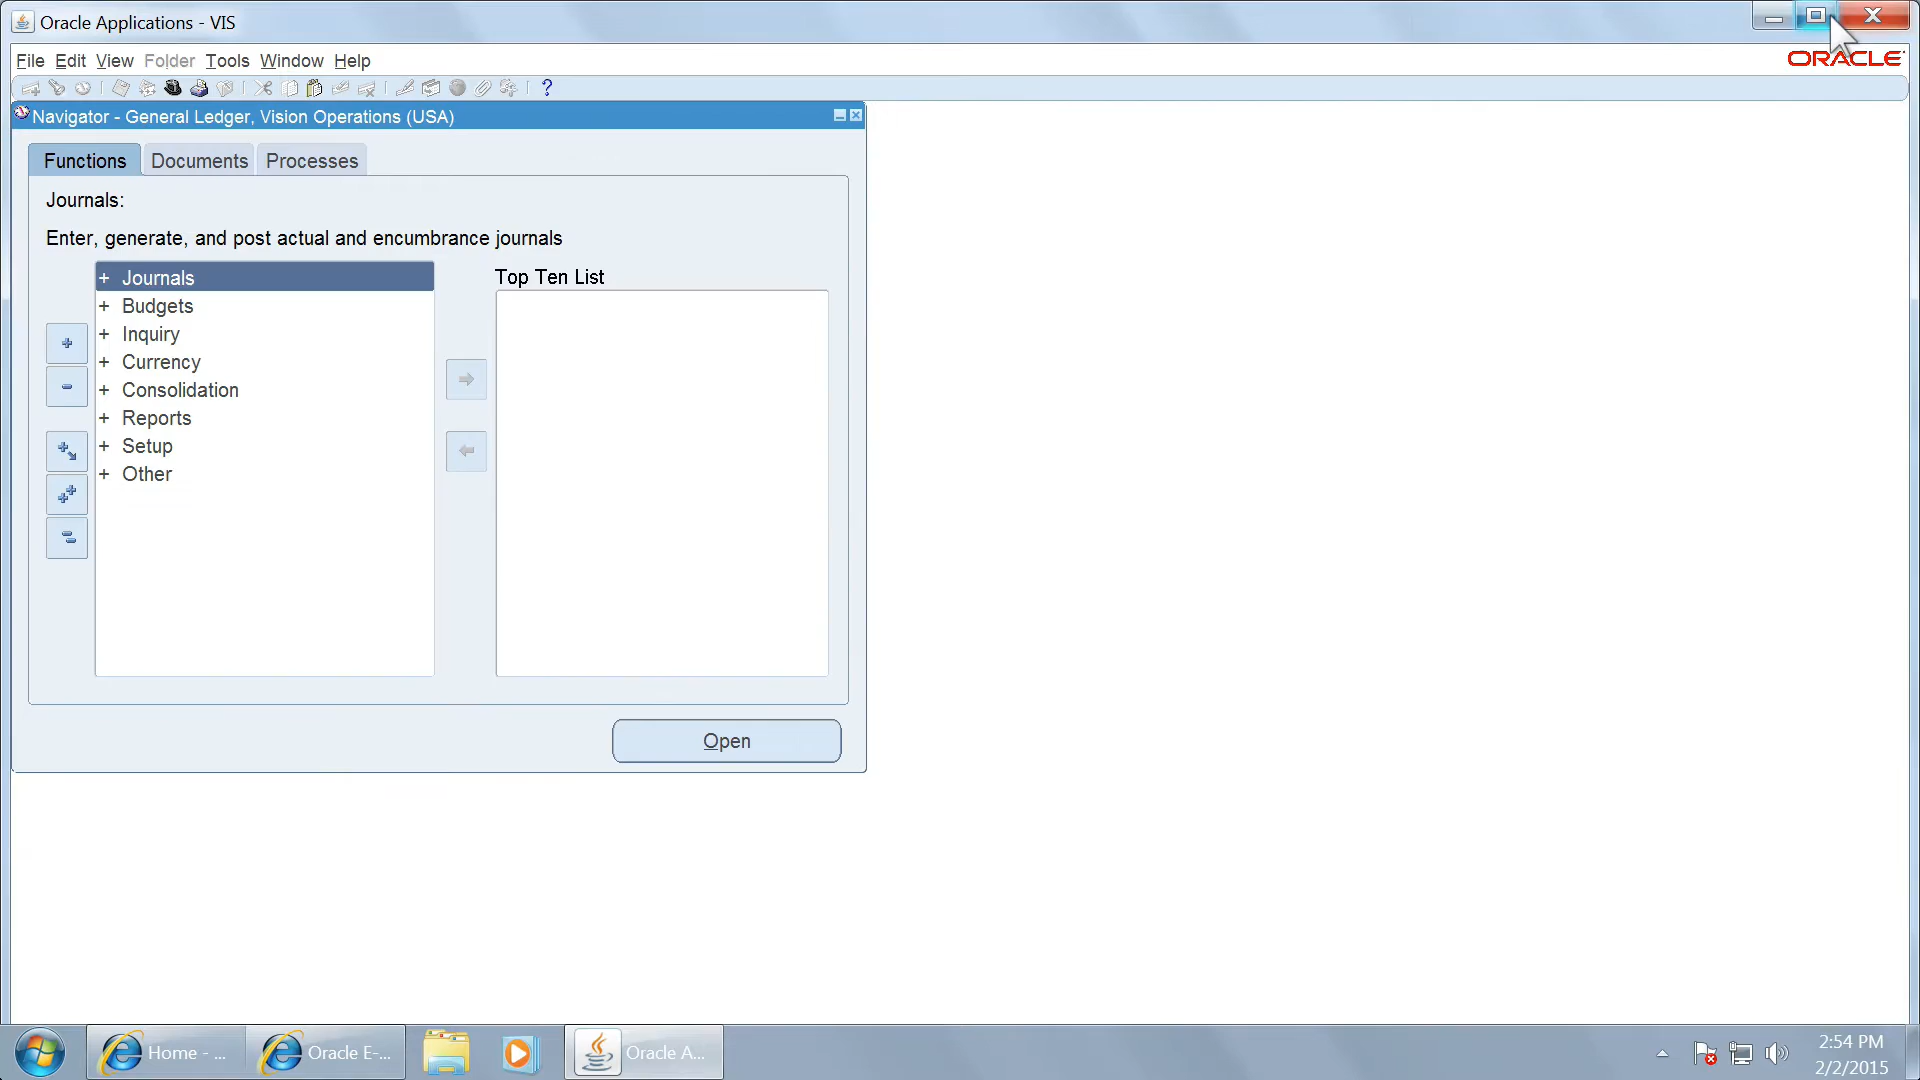 Oracle Applications - VIS
File Edit View Folder Tools Window Help
ORACLE
?
Navigator - General Ledger, Vision Operations (USA)
Functions Documents Processes
Journals:
Enter, generate, and post actual and encumbrance journals
+ Journals
Top Ten List
+ Budgets
+ Inquiry
+ Currency
+ Consolidation
+ Reports
+ Setup
+ Other
Open
Home - ...
Oracle E-...
Oracle A...
2:54 PM
2/2/2015